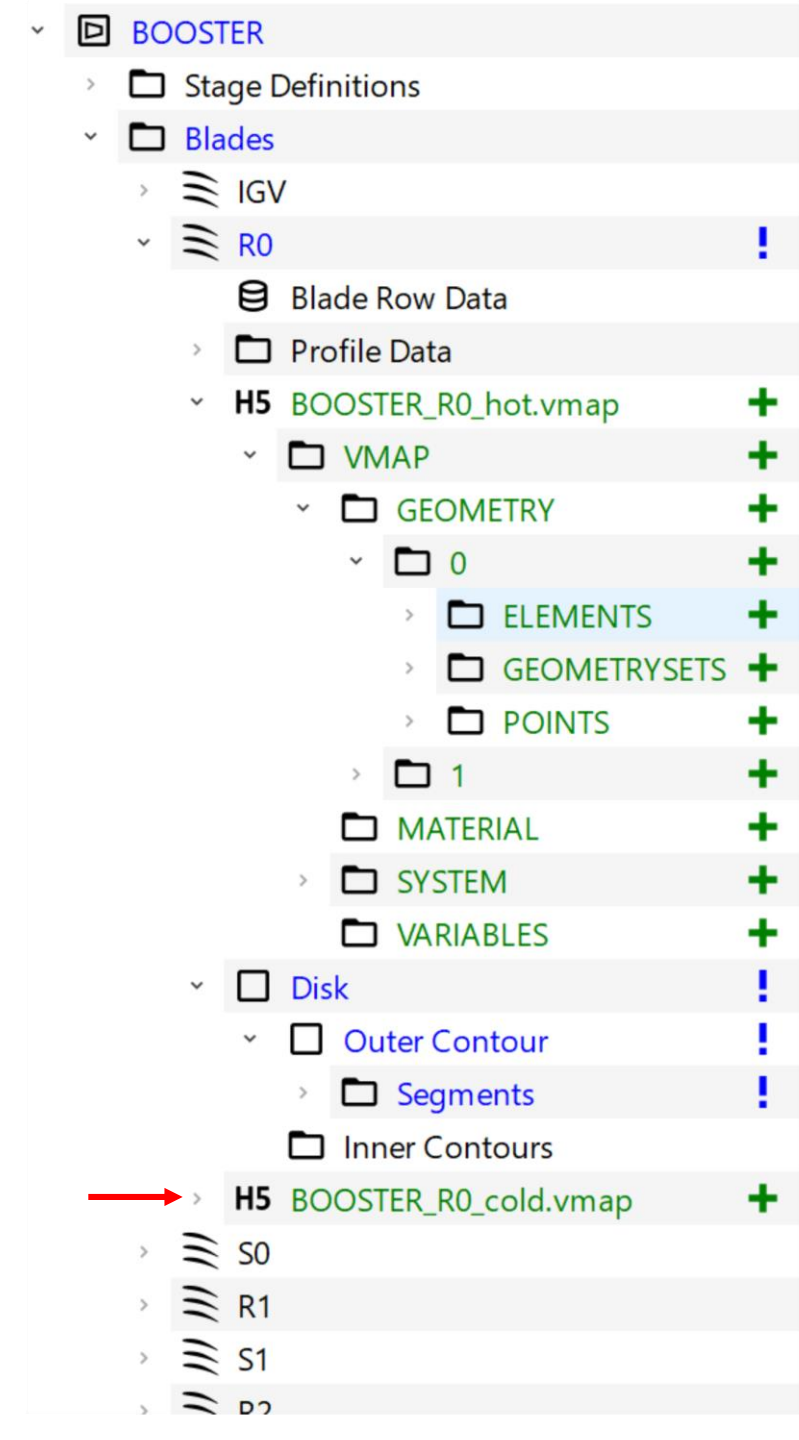 BOOSTER
Stage Definitions
Blades
IGV
R0 !
Blade Row Data
Profile Data
H5 BOOSTER_R0_hot.vmap +
VMAP +
GEOMETRY +
0 +
ELEMENTS +
GEOMETRYSETS +
POINTS +
1 +
MATERIAL +
SYSTEM +
VARIABLES +
Disk !
Outer Contour !
Segments !
Inner Contours
H5 BOOSTER_R0_cold.vmap +
S0
R1
S1